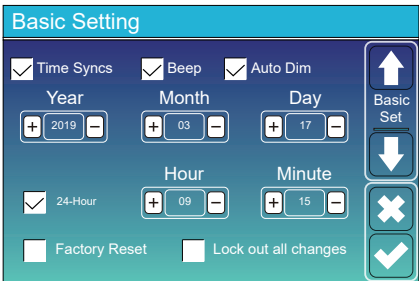 Basic Setting
Time Syncs Beep Auto Dim
Year Month Day
+ 2019 − + 03 − + 17 −
Basic
Set
Hour Minute
24-Hour + 09 − + 15 −
Factory Reset Lock out all changes